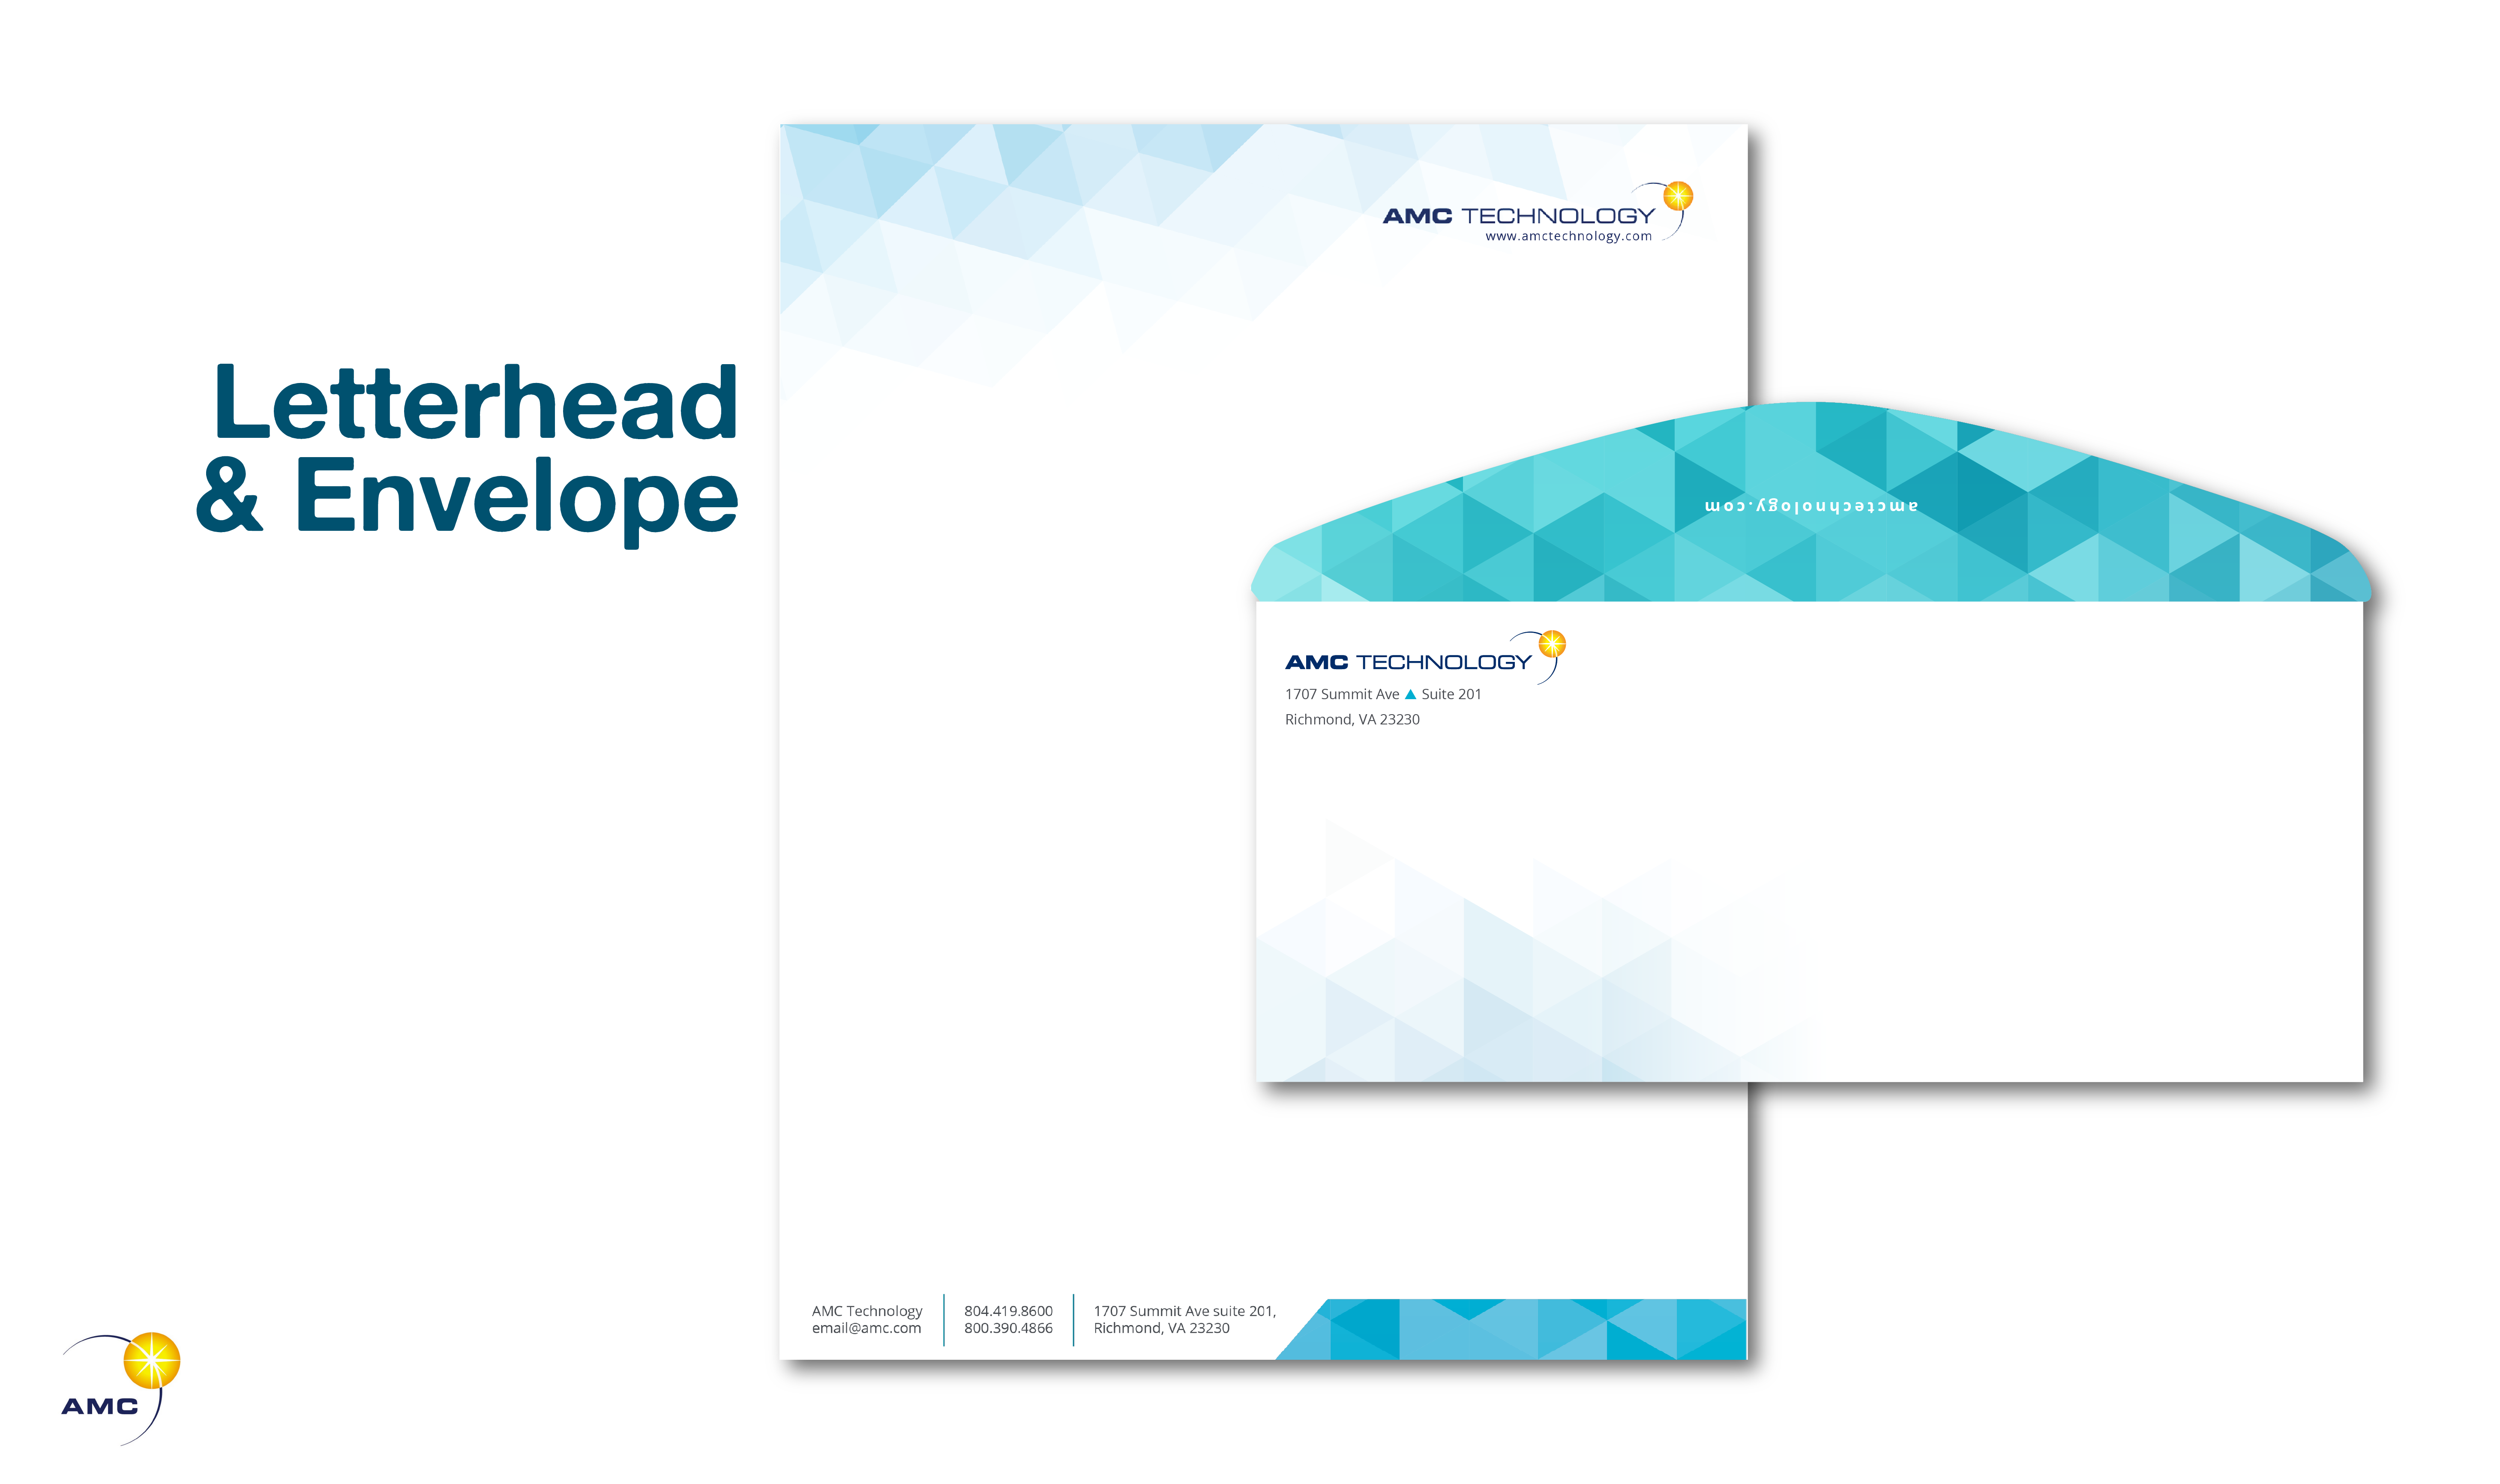 Letterhead
& Envelope
AMC TECHNOLOGY
www.amctechnology.com
amctechnology.com
AMC TECHNOLOGY
1707 Summit Ave ▲ Suite 201
Richmond, VA 23230
AMC Technology
email@amc.com
804.419.8600
800.390.4866
1707 Summit Ave suite 201,
Richmond, VA 23230
AMC